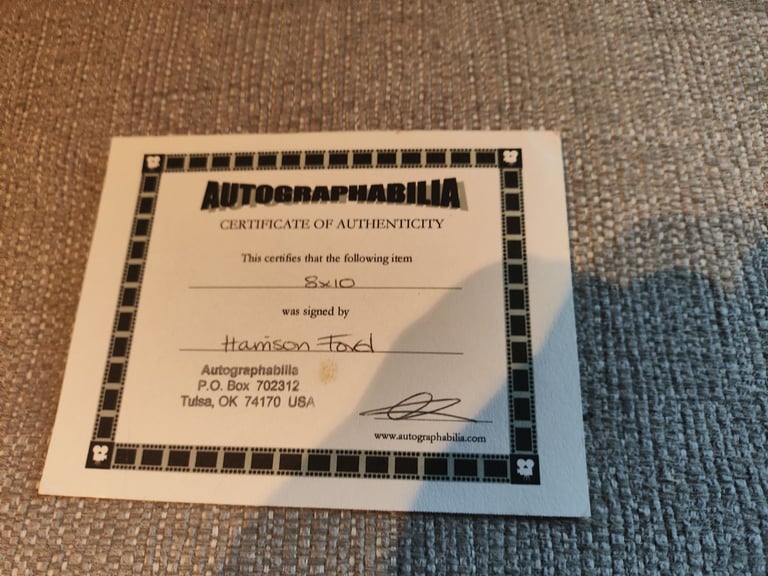 AUTOGRAPHABILIA
CERTIFICATE OF AUTHENTICITY
This certifies that the following item
8x10
was signed by
Harrison Ford
Autographabilia
P.O. Box 702312
Tulsa, OK 74170 USA
www.autographabilia.com